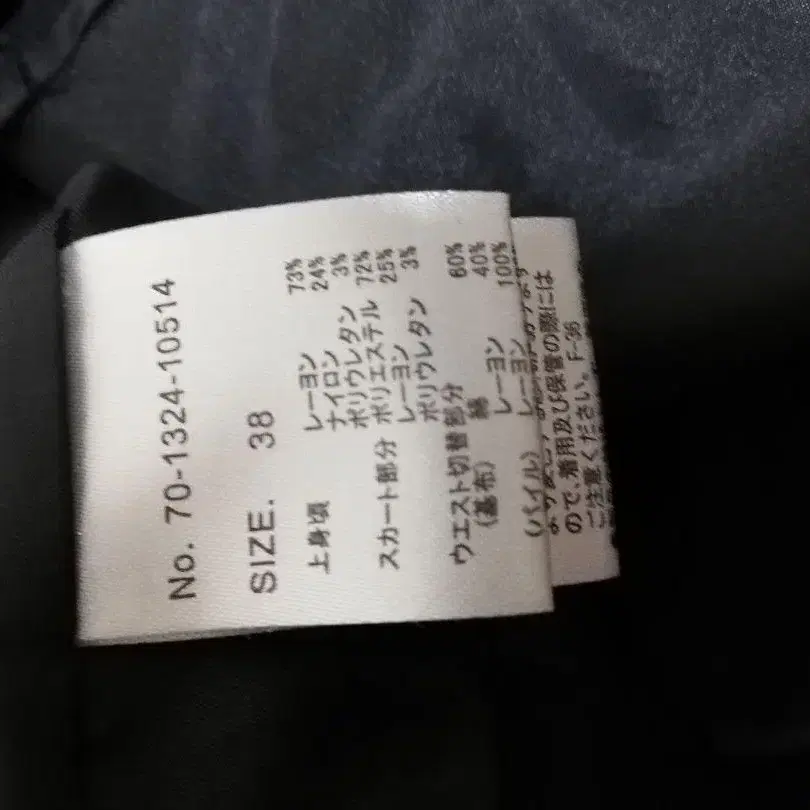 No. 70-1324-10514
SIZE. 38
上身頃 レーヨン 73%
ナイロン 24%
ポリウレタン 3%
スカート部分 ポリエステル 72%
レーヨン 25%
ポリウレタン 3%
ウエスト切替部分
(基布) 綿 60%
レーヨン 40%
(パイル) レーヨン 100%
ので、着用及び保管の際には
ご注意ください。F-36